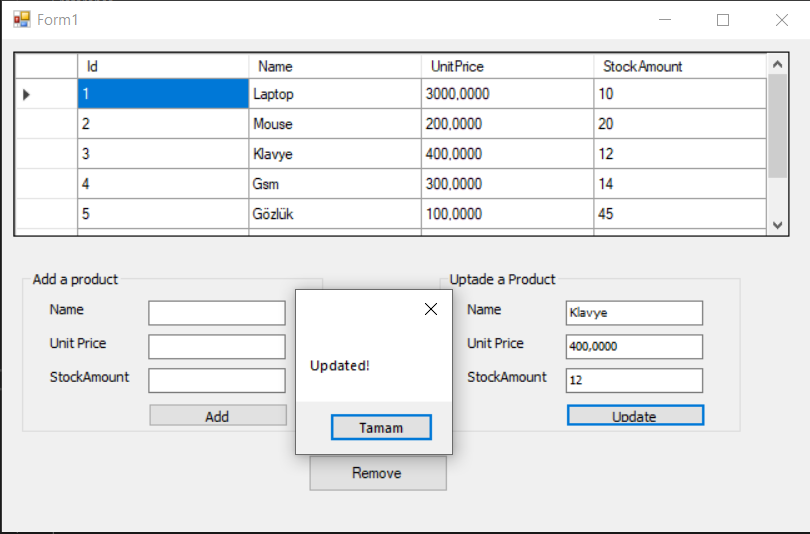 Form1
Id Name UnitPrice StockAmount
1 Laptop 3000,0000 10
2 Mouse 200,0000 20
3 Klavye 400,0000 12
4 Gsm 300,0000 14
5 Gözlük 100,0000 45
Add a product
Name
Unit Price
StockAmount
Add
Updated!
Tamam
Remove
Uptade a Product
Name Klavye
Unit Price 400,0000
StockAmount 12
Update